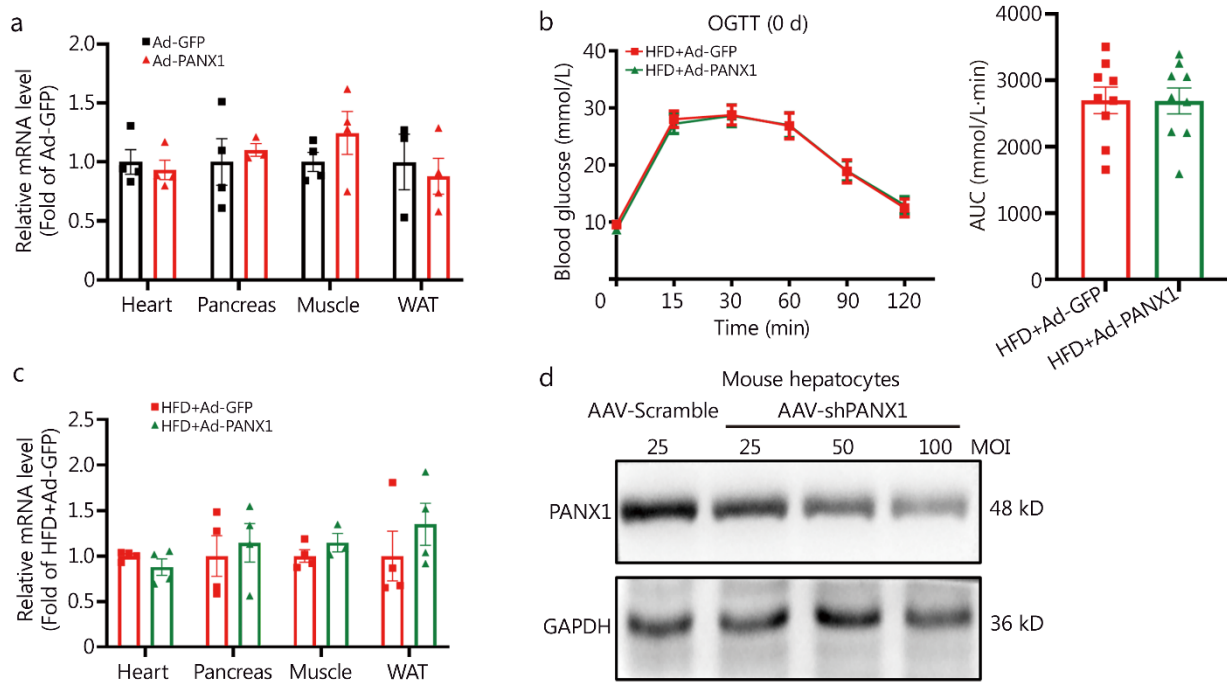 a
Ad-GFP
Ad-PANX1
Relative mRNA level
(Fold of Ad-GFP)
2.0
1.5
1.0
0.5
0
Heart Pancreas Muscle WAT
b
OGTT (0 d)
HFD+Ad-GFP
HFD+Ad-PANX1
Blood glucose (mmol/L)
40
30
20
10
0 15 30 60 90 120
Time (min)
AUC (mmol/L·min)
4000
3000
2000
1000
0
HFD+Ad-GFP
HFD+Ad-PANX1
c
HFD+Ad-GFP
HFD+Ad-PANX1
Relative mRNA level
(Fold of HFD+Ad-GFP)
2.5
2.0
1.5
1.0
0.5
0
Heart Pancreas Muscle WAT
d
Mouse hepatocytes
AAV-Scramble AAV-shPANX1
25 25 50 100 MOI
PANX1 48 kD
GAPDH 36 kD